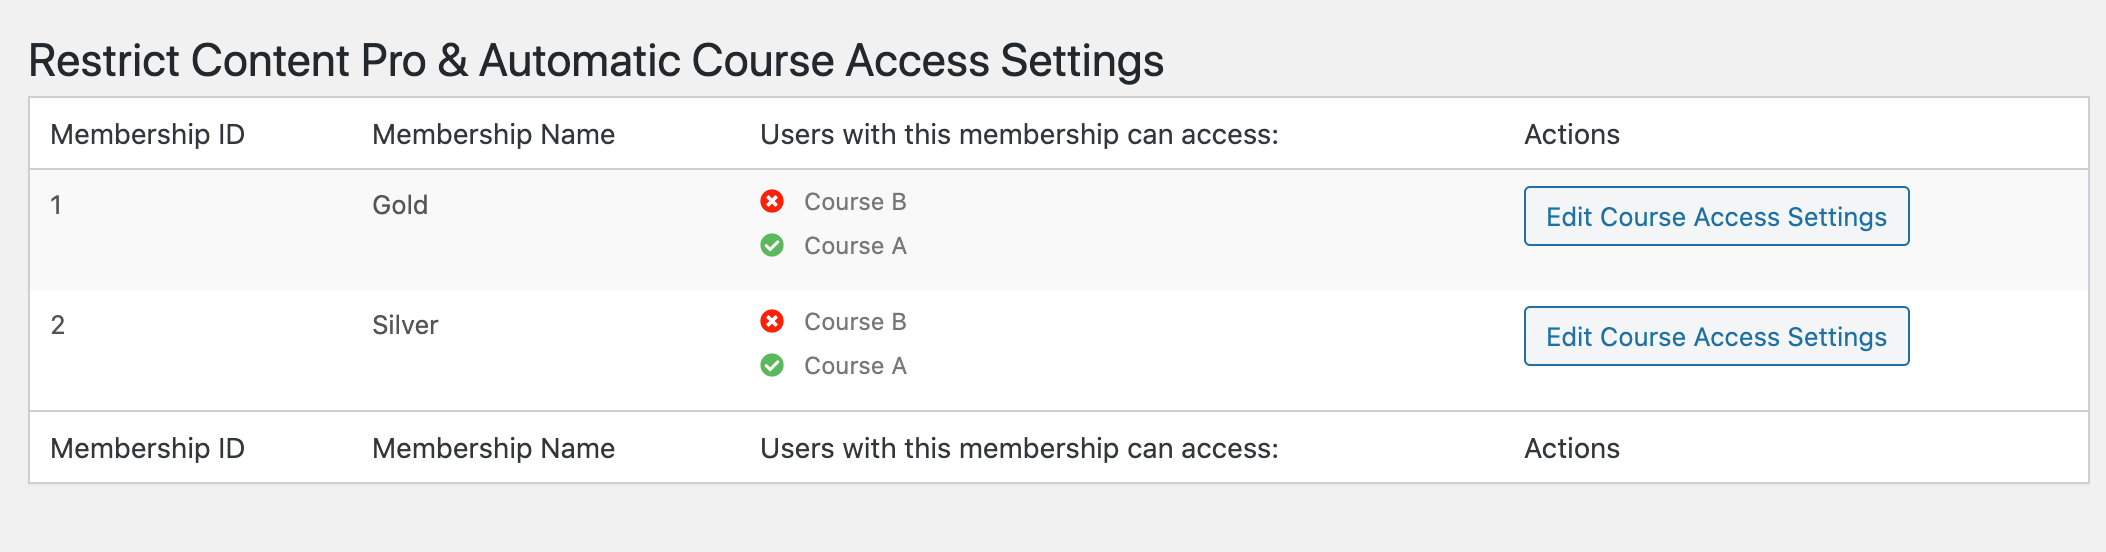 Restrict Content Pro & Automatic Course Access Settings
Membership ID Membership Name Users with this membership can access: Actions
1 Gold Course B Edit Course Access Settings
Course A
2 Silver Course B Edit Course Access Settings
Course A
Membership ID Membership Name Users with this membership can access: Actions